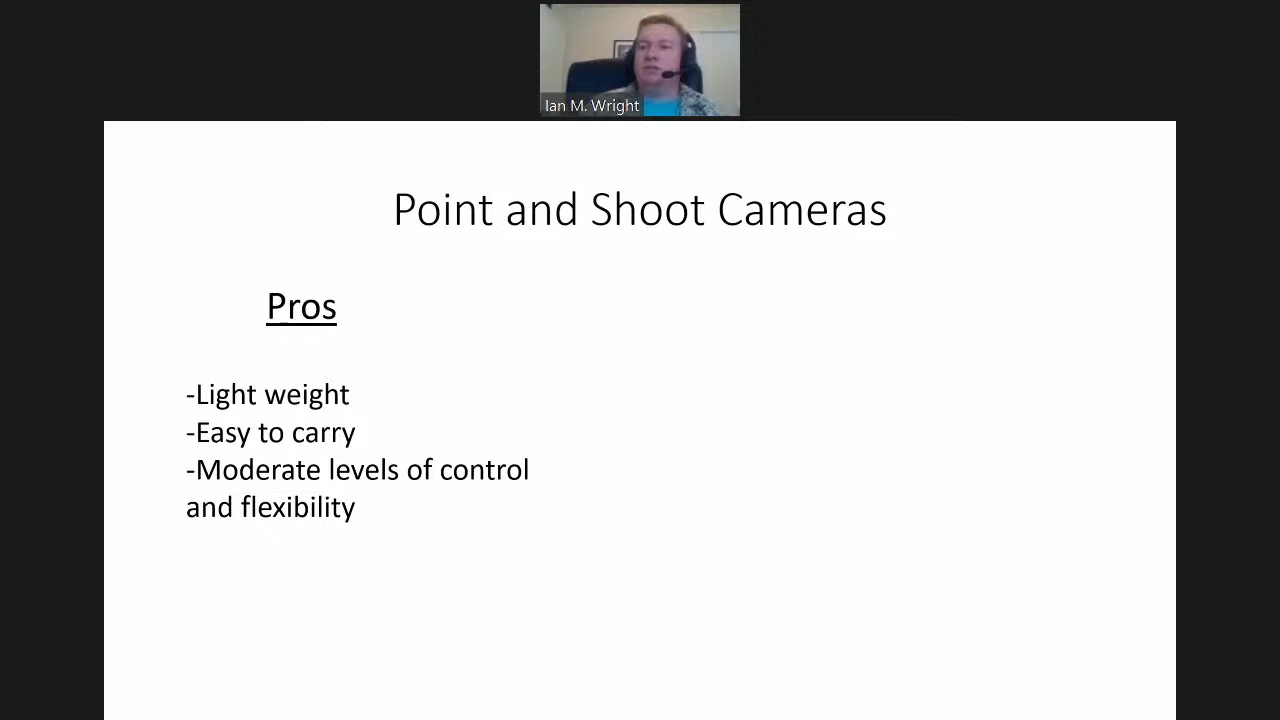 Ian M. Wright
Point and Shoot Cameras
Pros
-Light weight
-Easy to carry
-Moderate levels of control
and flexibility